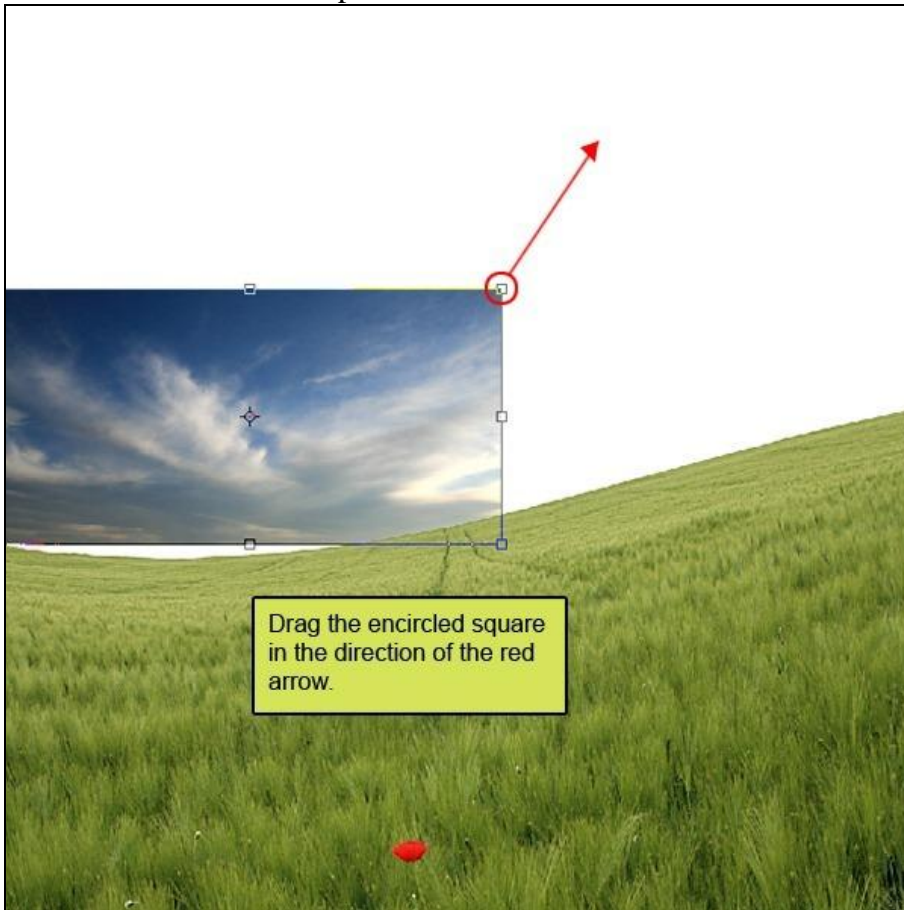 Drag the encircled square
in the direction of the red
arrow.